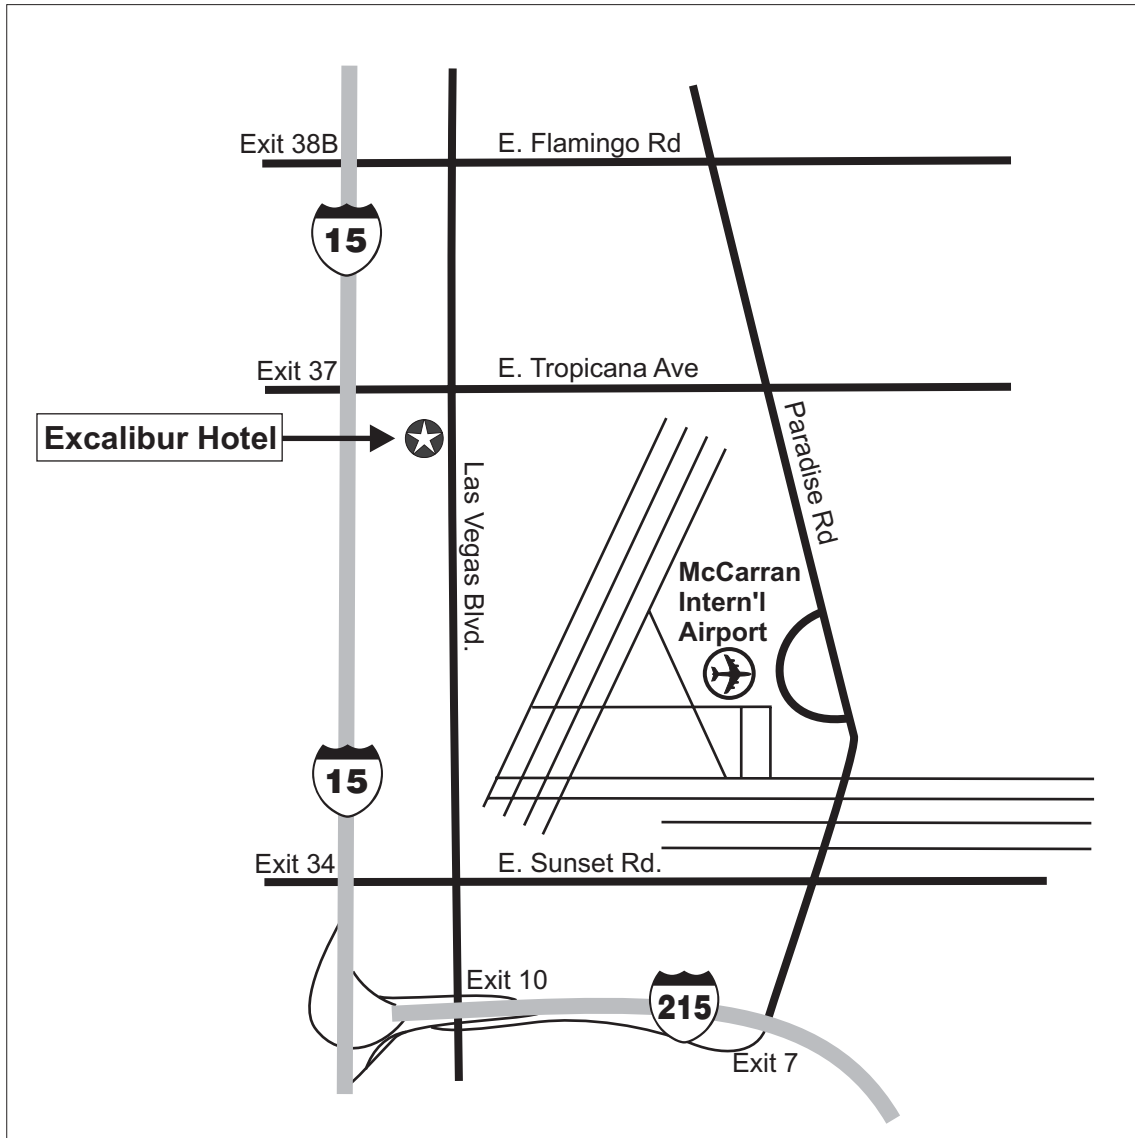 Exit 38B
E. Flamingo Rd
15
Exit 37
E. Tropicana Ave
Excalibur Hotel
Paradise Rd
Las Vegas Blvd.
McCarran
Intern'l
Airport
15
Exit 34
E. Sunset Rd.
Exit 10
215
Exit 7